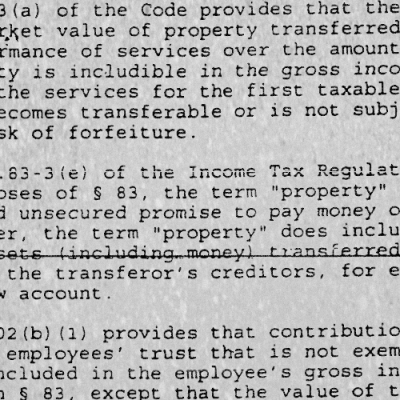 3(a) of the Code provides that the
rket value of property transferred
rmance of services over the amount
ty is includible in the gross inco
the services for the first taxable
ecomes transferable or is not subj
sk of forfeiture.
.83-3(e) of the Income Tax Regulat
oses of § 83, the term "property"
d unsecured promise to pay money o
er, the term "property" does inclu
sets (including money) transferred
the transferor's creditors, for e
w account.
02(b)(1) provides that contributio
employees' trust that is not exem
ncluded in the employee's gross in
h § 83, except that the value of t